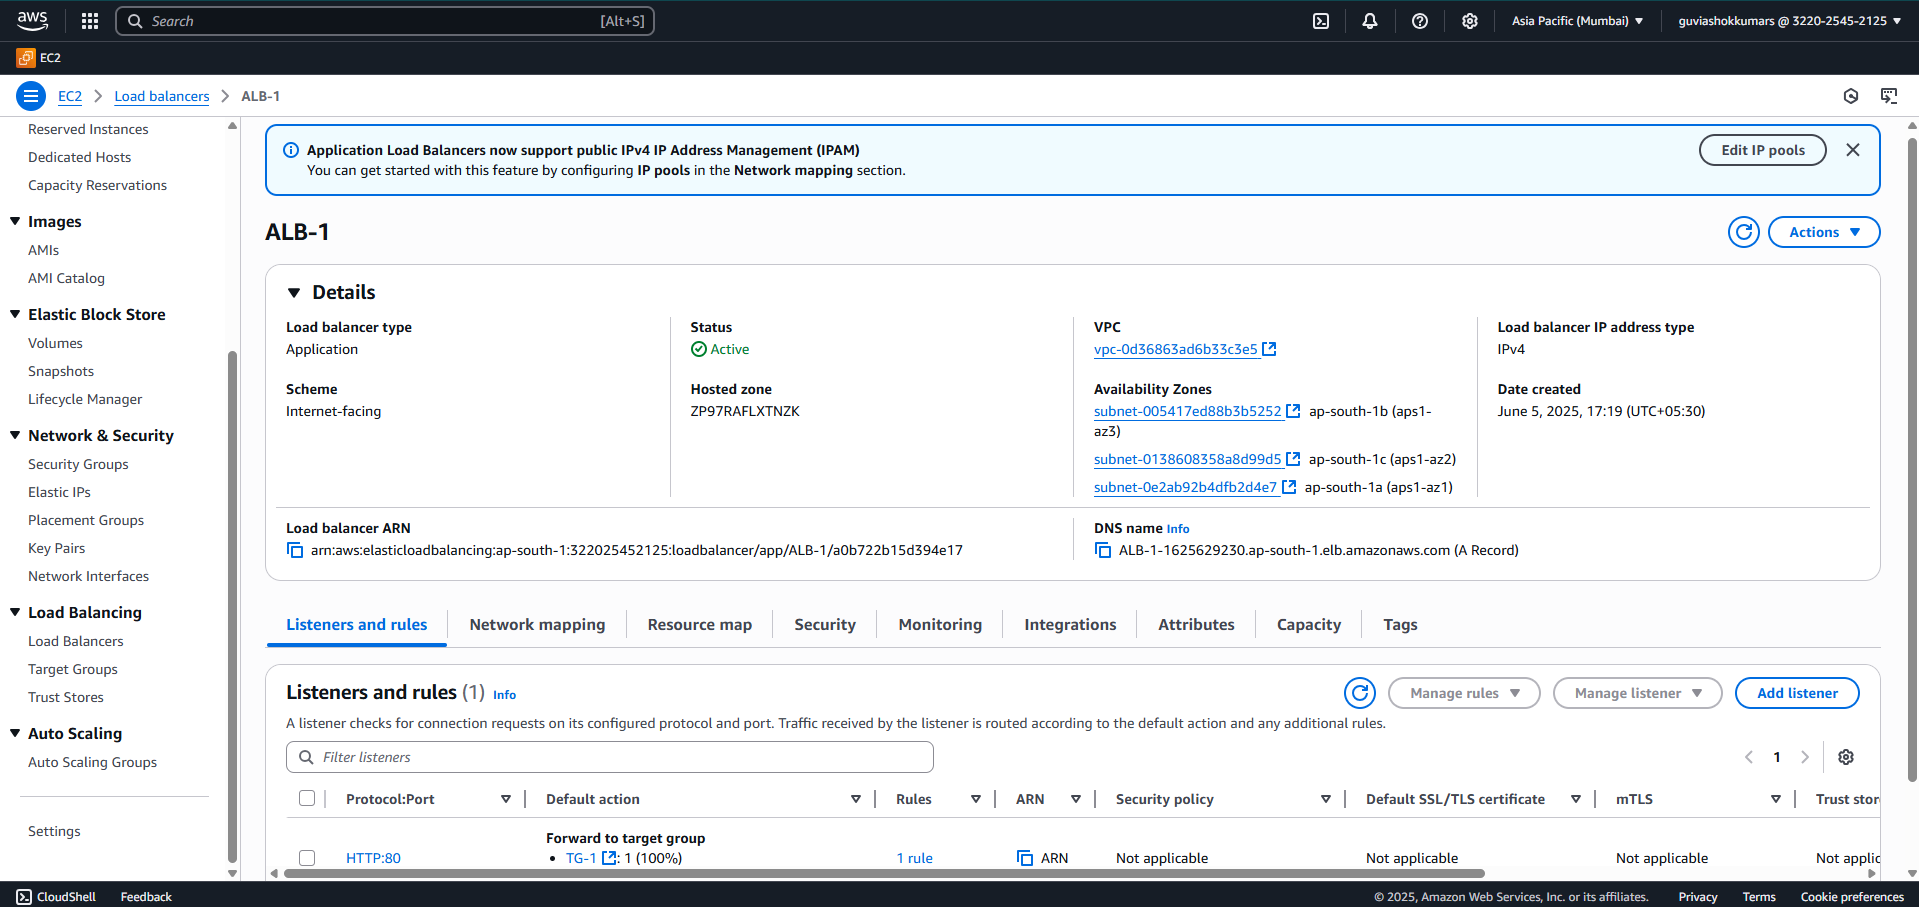 aws
Search [Alt+S]
Asia Pacific (Mumbai)
guviashokkumars @ 3220-2545-2125
EC2
EC2 > Load balancers > ALB-1
Reserved Instances
Dedicated Hosts
Capacity Reservations
Images
AMIs
AMI Catalog
Elastic Block Store
Volumes
Snapshots
Lifecycle Manager
Network & Security
Security Groups
Elastic IPs
Placement Groups
Key Pairs
Network Interfaces
Load Balancing
Load Balancers
Target Groups
Trust Stores
Auto Scaling
Auto Scaling Groups
Settings
Application Load Balancers now support public IPv4 IP Address Management (IPAM)
You can get started with this feature by configuring IP pools in the Network mapping section.
Edit IP pools
ALB-1
Actions
Details
Load balancer type
Application
Status
Active
VPC
vpc-0d36863ad6b33c3e5
Load balancer IP address type
IPv4
Scheme
Internet-facing
Hosted zone
ZP97RAFLXTNZK
Availability Zones
subnet-005417ed88b3b5252 ap-south-1b (aps1-
az3)
subnet-0138608358a8d99d5 ap-south-1c (aps1-az2)
subnet-0e2ab92b4dfb2d4e7 ap-south-1a (aps1-az1)
Date created
June 5, 2025, 17:19 (UTC+05:30)
Load balancer ARN
arn:aws:elasticloadbalancing:ap-south-1:322025452125:loadbalancer/app/ALB-1/a0b722b15d394e17
DNS name Info
ALB-1-1625629230.ap-south-1.elb.amazonaws.com (A Record)
Listeners and rules
Network mapping
Resource map
Security
Monitoring
Integrations
Attributes
Capacity
Tags
Listeners and rules (1) Info
Manage rules
Manage listener
Add listener
A listener checks for connection requests on its configured protocol and port. Traffic received by the listener is routed according to the default action and any additional rules.
Filter listeners
1
Protocol:Port
Default action
Rules
ARN
Security policy
Default SSL/TLS certificate
mTLS
Trust stor
HTTP:80
Forward to target group
• TG-1 : 1 (100%)
1 rule
ARN
Not applicable
Not applicable
Not applicable
Not applic
CloudShell
Feedback
© 2025, Amazon Web Services, Inc. or its affiliates.
Privacy
Terms
Cookie preferences